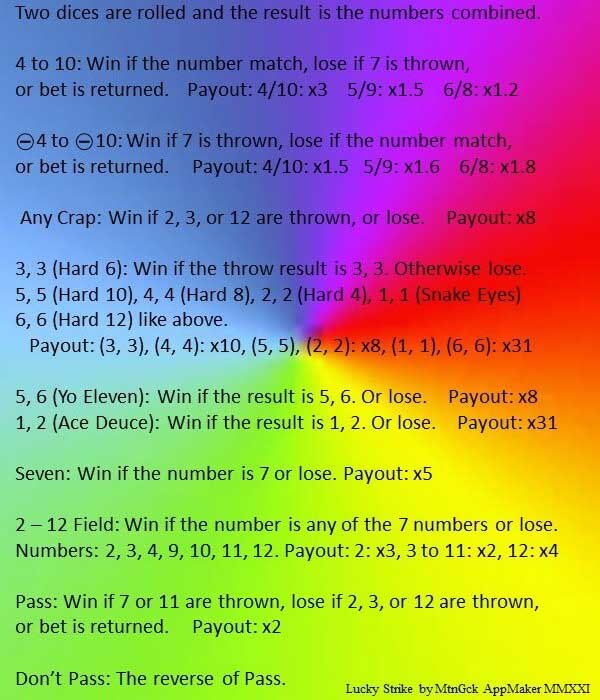 Two dices are rolled and the result is the numbers combined.
4 to 10: Win if the number match, lose if 7 is thrown,
or bet is returned. Payout: 4/10: x3 5/9: x1.5 6/8: x1.2
⊖4 to ⊖10: Win if 7 is thrown, lose if the number match,
or bet is returned. Payout: 4/10: x1.5 5/9: x1.6 6/8: x1.8
Any Crap: Win if 2, 3, or 12 are thrown, or lose. Payout: x8
3, 3 (Hard 6): Win if the throw result is 3, 3. Otherwise lose.
5, 5 (Hard 10), 4, 4 (Hard 8), 2, 2 (Hard 4), 1, 1 (Snake Eyes)
6, 6 (Hard 12) like above.
Payout: (3, 3), (4, 4): x10, (5, 5), (2, 2): x8, (1, 1), (6, 6): x31
5, 6 (Yo Eleven): Win if the result is 5, 6. Or lose. Payout: x8
1, 2 (Ace Deuce): Win if the result is 1, 2. Or lose. Payout: x31
Seven: Win if the number is 7 or lose. Payout: x5
2 – 12 Field: Win if the number is any of the 7 numbers or lose.
Numbers: 2, 3, 4, 9, 10, 11, 12. Payout: 2: x3, 3 to 11: x2, 12: x4
Pass: Win if 7 or 11 are thrown, lose if 2, 3, or 12 are thrown,
or bet is returned. Payout: x2
Don’t Pass: The reverse of Pass.
Lucky Strike by MtnGck AppMaker MMXXI